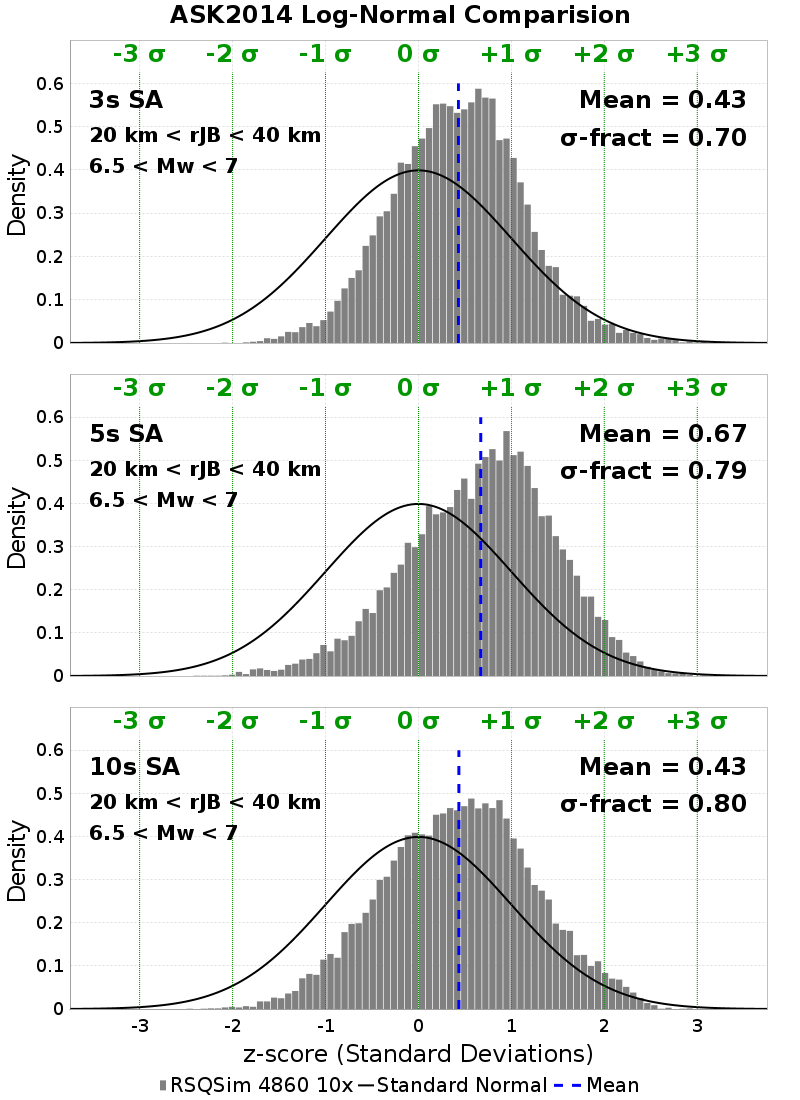 ASK2014 Log-Normal Comparision
-3 σ -2 σ -1 σ 0 σ +1 σ +2 σ +3 σ
3s SA
20 km < rJB < 40 km
6.5 < Mw < 7
Mean = 0.43
σ-fract = 0.70
0.6
0.5
0.4
0.3
0.2
0.1
0
Density
-3 σ -2 σ -1 σ 0 σ +1 σ +2 σ +3 σ
5s SA
20 km < rJB < 40 km
6.5 < Mw < 7
Mean = 0.67
σ-fract = 0.79
0.6
0.5
0.4
0.3
0.2
0.1
0
Density
-3 σ -2 σ -1 σ 0 σ +1 σ +2 σ +3 σ
10s SA
20 km < rJB < 40 km
6.5 < Mw < 7
Mean = 0.43
σ-fract = 0.80
0.6
0.5
0.4
0.3
0.2
0.1
0
Density
-3 -2 -1 0 1 2 3
z-score (Standard Deviations)
RSQSim 4860 10x Standard Normal Mean